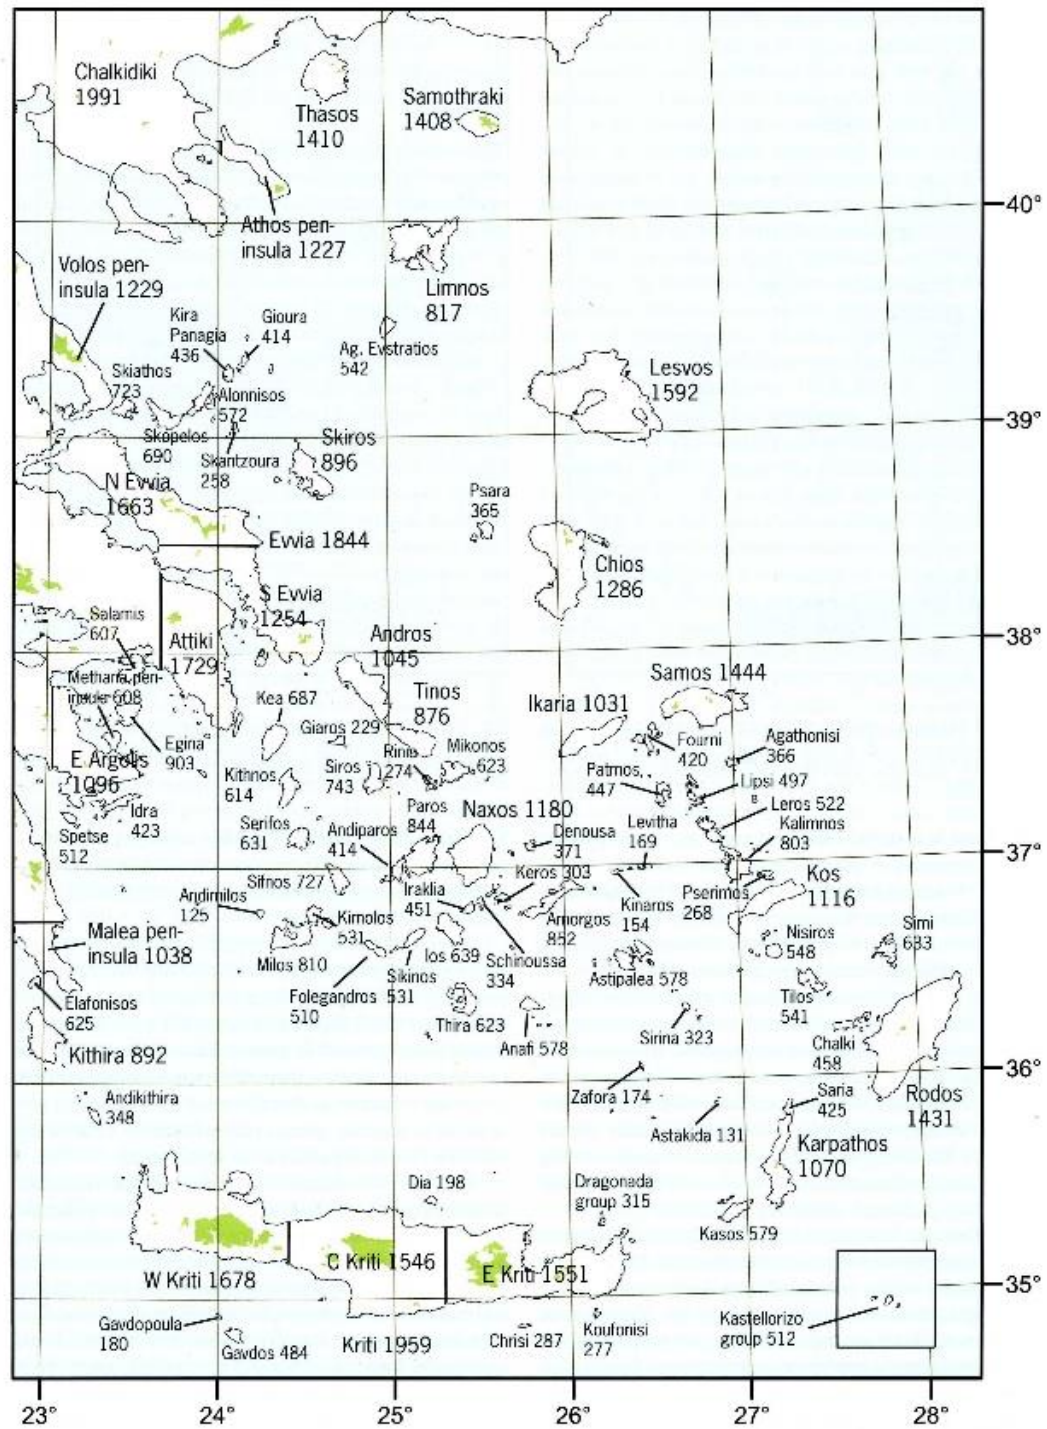 Chalkidiki
1991
Thasos
1410
Samothraki
1408
40°
Athos pen-
insula 1227
Volos pen-
insula 1229
Limnos
817
Kira
Panagia
436
Gioura
414
Ag. Evstratios
542
Skiathos
723
Lesvos
1592
Alonnisos
572
39°
Skopelos
690
Skantzoura
258
Skiros
896
N Evvia
1663
Psara
365
Evvia 1844
Chios
1286
S Evvia
1254
Salamis
607
Attiki
1729
38°
Andros
1045
Methana pen-
insula 608
Kea 687
Tinos
876
Samos 1444
Ikaria 1031
Giaros 229
Egina
903
Rinia
274
Mikonos
623
Fourni
420
Agathonisi
366
E Argolis
1096
Kithnos
614
Siros
743
Patmos
447
Lipsi 497
Idra
423
Spetse
512
Serifos
631
Andiparos
414
Paros
844
Naxos 1180
Denousa
371
Levitha
169
Leros 522
Kalimnos
803
37°
Sifnos 727
Keros 303
Andimilos
125
Iraklia
451
Kinaros
154
Pserimos
268
Kos
1116
Kimolos
531
Amorgos
852
Malea pen-
insula 1038
Milos 810
Ios 639
Schinoussa
334
Nisiros
548
Simi
633
Sikinos
531
Astipalea 578
Folegandros
510
Elafonisos
625
Thira 623
Tilos
541
Anafi 578
Sirina 323
Kithira 892
Chalki
458
36°
Zafora 174
Saria
425
Rodos
1431
Andikithira
348
Astakida 131
Karpathos
1070
Dia 198
Dragonada
group 315
Kasos 579
W Kriti 1678
C Kriti 1546
E Kriti 1551
35°
Gavdopoula
180
Gavdos 484
Kriti 1959
Chrisi 287
Koufonisi
277
Kastellorizo
group 512
23°
24°
25°
26°
27°
28°